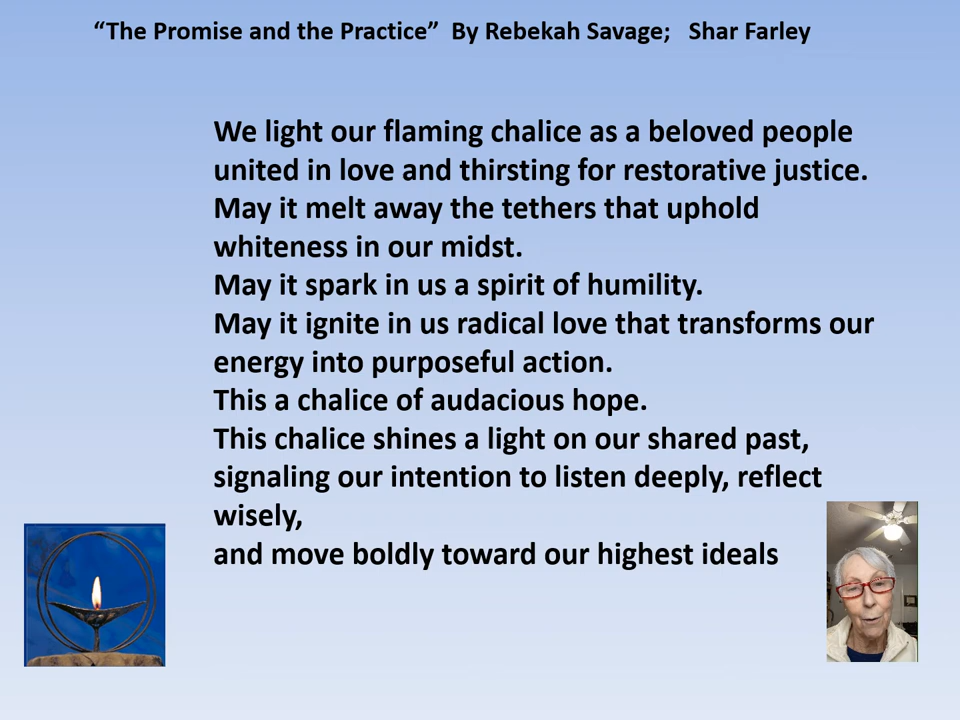 “The Promise and the Practice” By Rebekah Savage; Shar Farley
We light our flaming chalice as a beloved people
united in love and thirsting for restorative justice.
May it melt away the tethers that uphold
whiteness in our midst.
May it spark in us a spirit of humility.
May it ignite in us radical love that transforms our
energy into purposeful action.
This a chalice of audacious hope.
This chalice shines a light on our shared past,
signaling our intention to listen deeply, reflect
wisely,
and move boldly toward our highest ideals